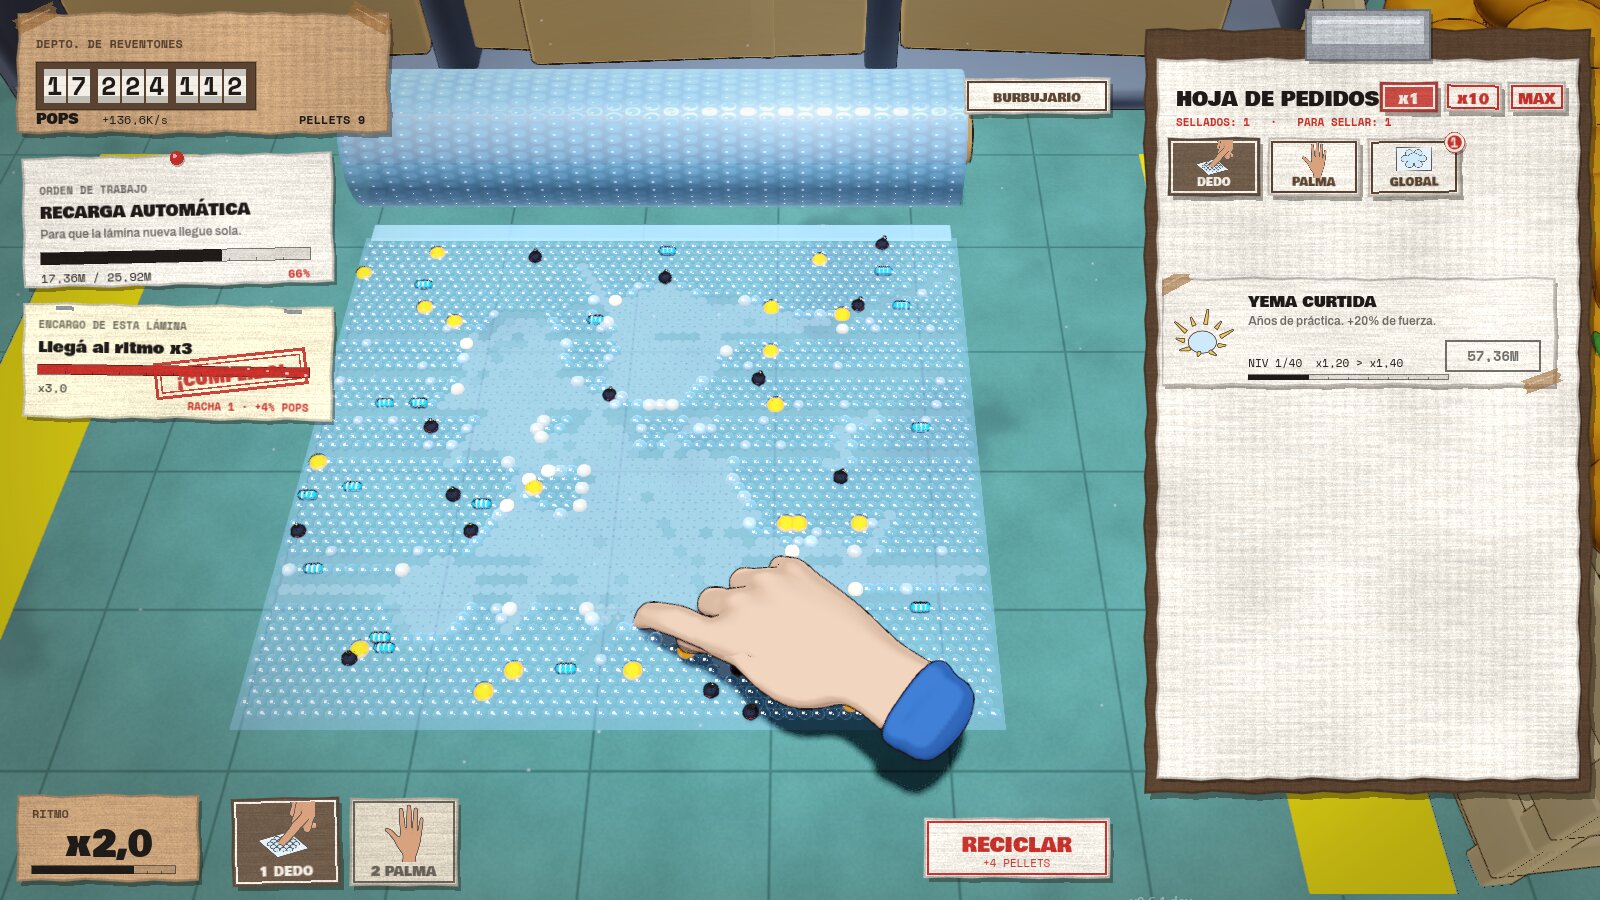 DEPTO. DE REVENTONES
17 224 112
POPS +136,6K/s PELLETS 9
ORDEN DE TRABAJO
RECARGA AUTOMÁTICA
Para que la lámina nueva llegue sola.
17,36M / 25,92M 66%
ENCARGO DE ESTA LÁMINA
Llegá al ritmo x3
x3,0
RACHA 1 · +4% POPS
BURBUJARIO
HOJA DE PEDIDOS x1 x10 MAX
SELLADOS: 1 · PARA SELLAR: 1
DEDO PALMA GLOBAL 1
YEMA CURTIDA
Años de práctica. +20% de fuerza.
NIV 1/40 x1,20 > x1,40 57,36M
RITMO
x2,0
1 DEDO 2 PALMA
RECICLAR
+4 PELLETS